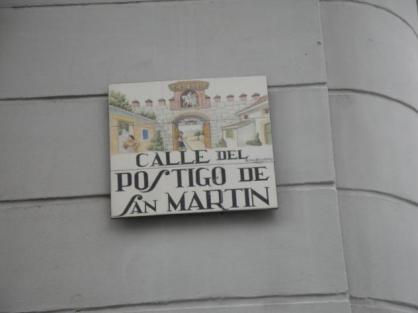 CALLE DEL
POSTIGO DE
SAN MARTIN